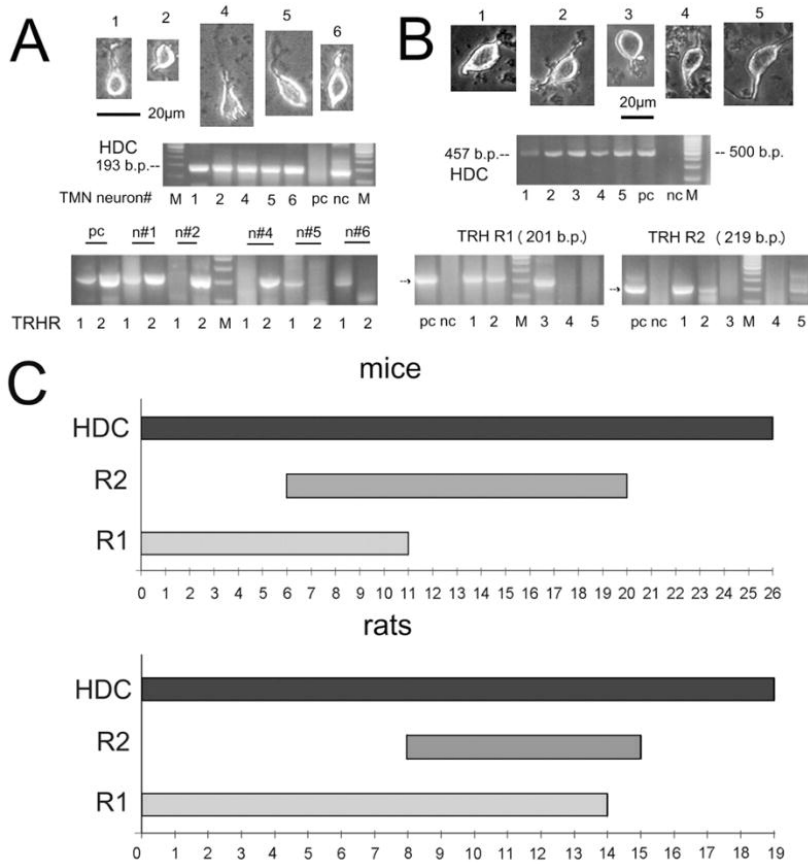 A
1 2 4 5 6
20µm
HDC
193 b.p.--
TMN neuron# M 1 2 4 5 6 pc nc M
pc n#1 n#2 n#4 n#5 n#6
TRHR 1 2 1 2 1 2 M 1 2 1 2 1 2
B
1 2 3 4 5
20µm
457 b.p.-- -- 500 b.p.
HDC
1 2 3 4 5 pc nc M
TRH R1 ( 201 b.p.) TRH R2 ( 219 b.p.)
pc nc 1 2 M 3 4 5 pc nc 1 2 3 M 4 5
C
mice
HDC
R2
R1
0 1 2 3 4 5 6 7 8 9 10 11 12 13 14 15 16 17 18 19 20 21 22 23 24 25 26
rats
HDC
R2
R1
0 1 2 3 4 5 6 7 8 9 10 11 12 13 14 15 16 17 18 19